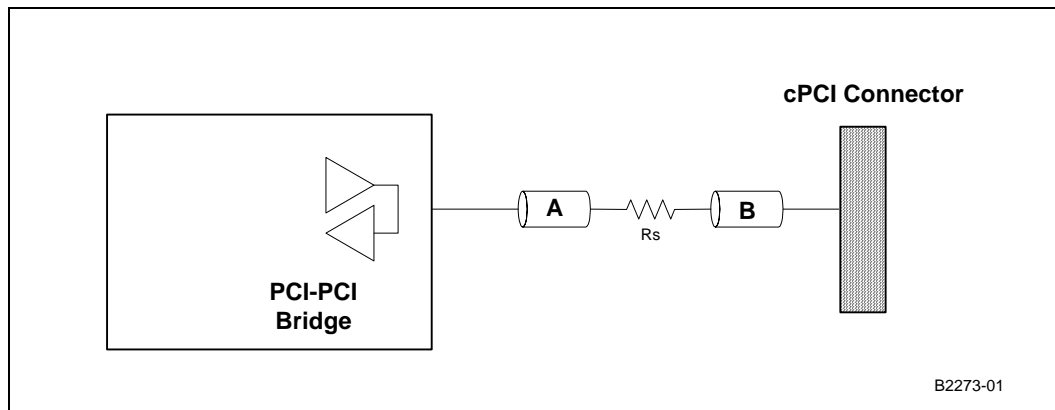 cPCI Connector
A
B
Rs
PCI-PCI
Bridge
B2273-01